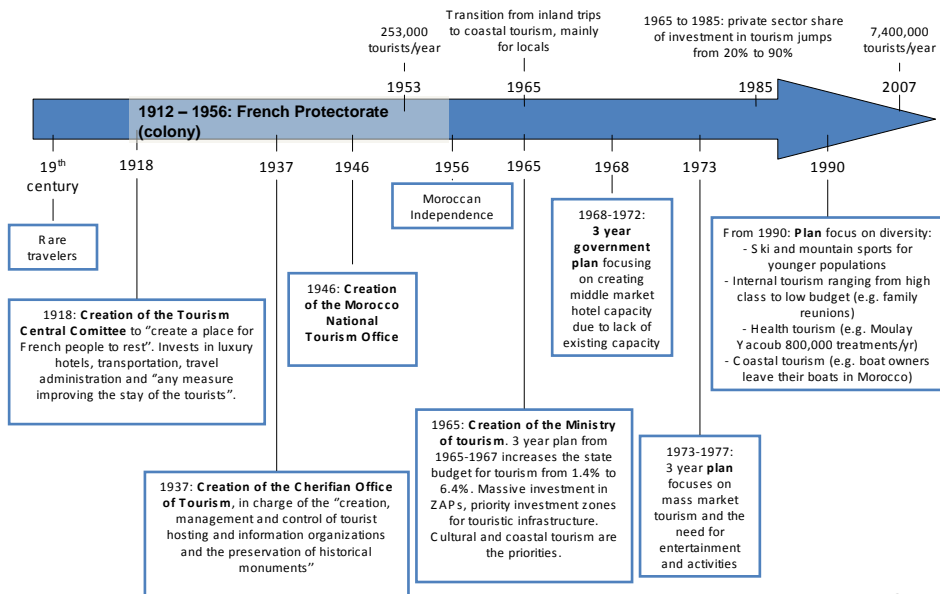 253,000
tourists/year
Transition from inland trips
to coastal tourism, mainly
for locals
1965 to 1985: private sector share
of investment in tourism jumps
from 20% to 90%
7,400,000
tourists/year
1953
1965
1985
2007
1912 – 1956: French Protectorate
(colony)
19th
century
1918
1937
1946
1956
1965
1968
1973
1990
Rare
travelers
Moroccan
Independence
1918: Creation of the Tourism
Central Comittee to “create a place for
French people to rest”. Invests in luxury
hotels, transportation, travel
administration and “any measure
improving the stay of the tourists”.
1937: Creation of the Cherifian Office
of Tourism, in charge of the “creation,
management and control of tourist
hosting and information organizations
and the preservation of historical
monuments”
1946: Creation
of the Morocco
National
Tourism Office
1965: Creation of the Ministry
of tourism. 3 year plan from
1965-1967 increases the state
budget for tourism from 1.4% to
6.4%. Massive investment in
ZAPs, priority investment zones
for touristic infrastructure.
Cultural and coastal tourism are
the priorities.
1968-1972:
3 year
government
plan focusing
on creating
middle market
hotel capacity
due to lack of
existing capacity
1973-1977:
3 year plan
focuses on
mass market
tourism and the
need for
entertainment
and activities
From 1990: Plan focus on diversity:
- Ski and mountain sports for
younger populations
- Internal tourism ranging from high
class to low budget (e.g. family
reunions)
- Health tourism (e.g. Moulay
Yacoub 800,000 treatments/yr)
- Coastal tourism (e.g. boat owners
leave their boats in Morocco)